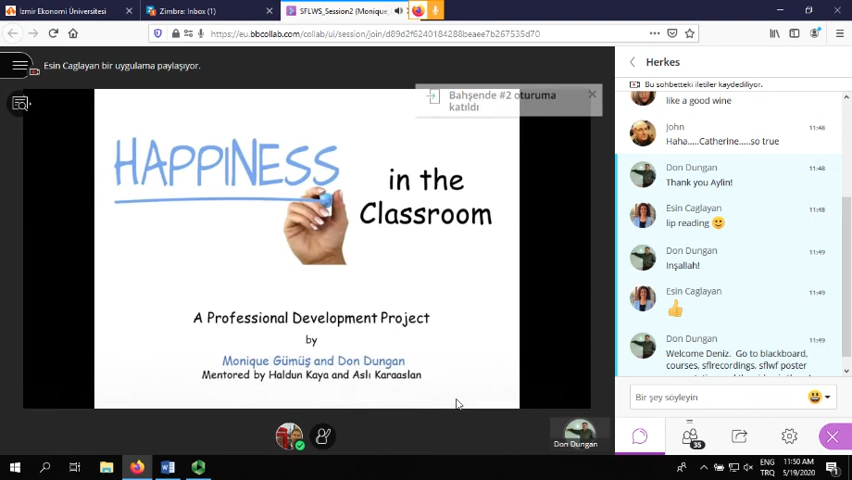 İzmir Ekonomi Üniversitesi
Zimbra: Inbox (1)
SFLWS_Session2 (Monique
https://eu.bbcollab.com/collab/ui/session/join/d89d2f6241804288beaee7b267535d70
Esin Caglayan bir uygulama paylaşıyor.
Bahşende #2 oturuma
katıldı
HAPPINESS
in the
Classroom
A Professional Development Project
by
Monique Gümüş and Don Dungan
Mentored by Haldun Kaya and Aslı Karaaslan
Don Dungan
Herkes
Bu sohbetteki iletiler kaydediliyor.
like a good wine
John 11:48
Haha.....Catherine.....so true
Don Dungan 11:48
Thank you Aylin!
Esin Caglayan 11:48
lip reading 🙂
Don Dungan 11:49
Inşallah!
Esin Caglayan 11:49
👍
Don Dungan 11:49
Welcome Deniz. Go to blackboard,
courses, sflrecordings, sflwf poster
Bir şey söyleyin
35
ENG 11:50 AM
TRQ 5/19/2020